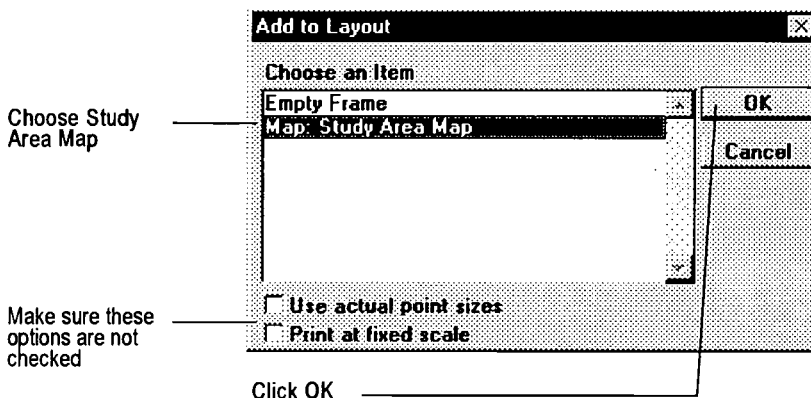 Add to Layout
Choose an Item
Empty Frame
Map: Study Area Map
OK
Cancel
Choose Study
Area Map
Use actual point sizes
Print at fixed scale
Make sure these
options are not
checked
Click OK